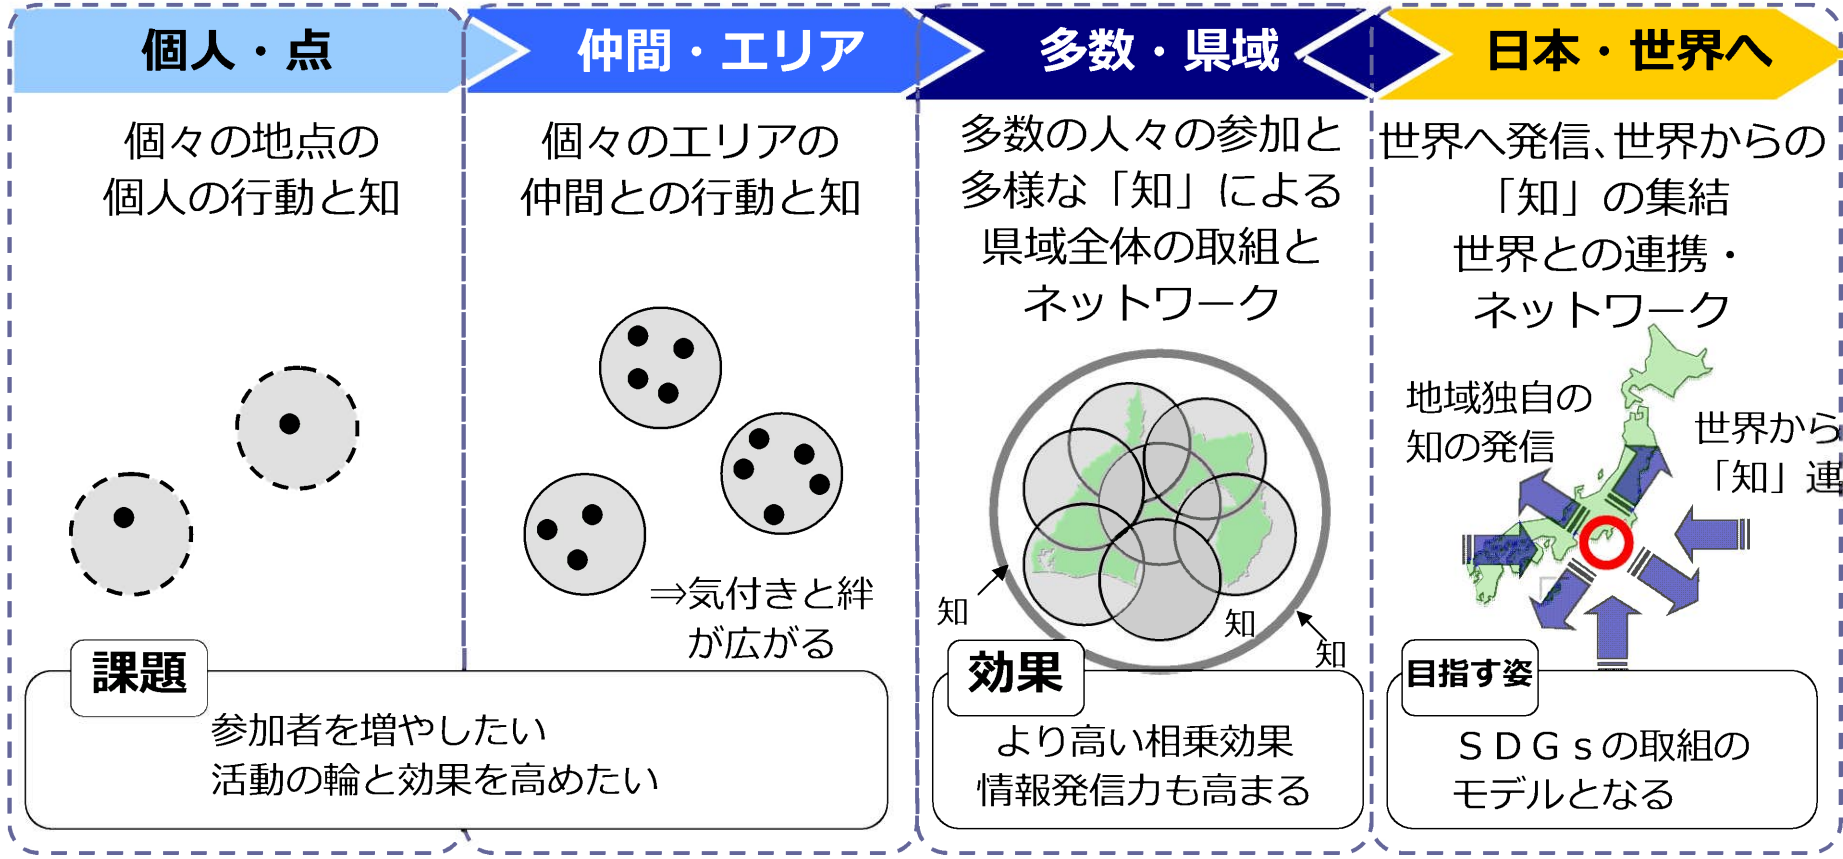 個人・点
個々の地点の
個人の行動と知
仲間・エリア
個々のエリアの
仲間との行動と知
⇒気付きと絆
が広がる
課題
参加者を増やしたい
活動の輪と効果を高めたい
多数・県域
多数の人々の参加と
多様な「知」による
県域全体の取組と
ネットワーク
知
知
知
効果
より高い相乗効果
情報発信力も高まる
日本・世界へ
世界へ発信、世界からの
「知」の集結
世界との連携・
ネットワーク
地域独自の
知の発信
世界から
「知」連
目指す姿
ＳＤＧｓの取組の
モデルとなる